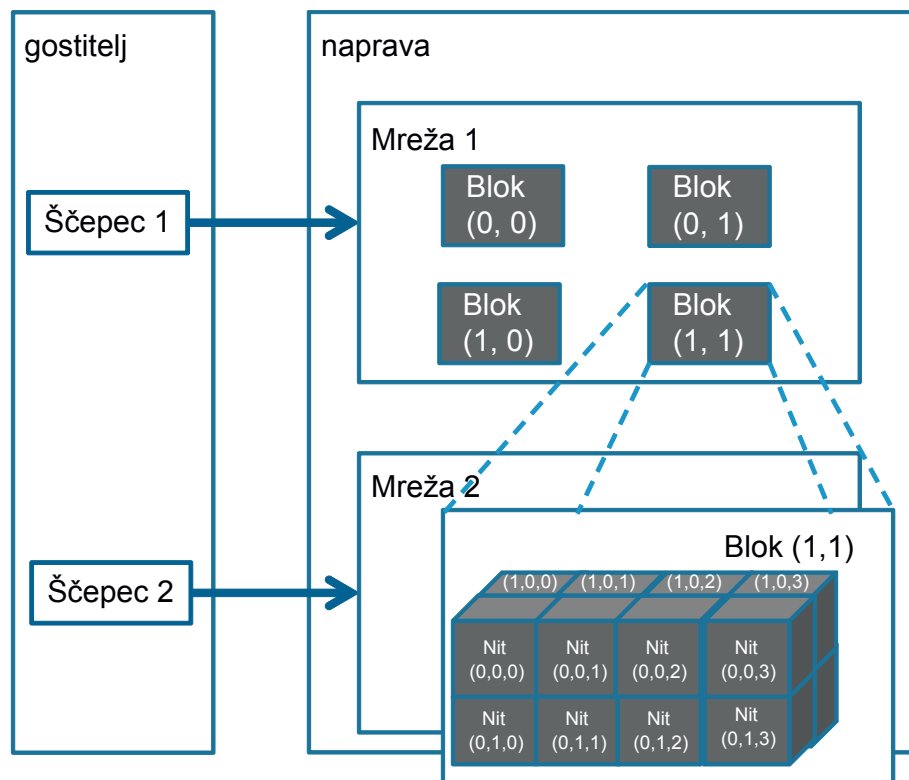 gostitelj
naprava
Mreža 1
Blok
(0, 0)
Blok
(0, 1)
Ščepec 1
Blok
(1, 0)
Blok
(1, 1)
Mreža 2
Blok (1,1)
Ščepec 2
(1,0,0)
(1,0,1)
(1,0,2)
(1,0,3)
Nit
(0,0,0)
Nit
(0,0,1)
Nit
(0,0,2)
Nit
(0,0,3)
Nit
(0,1,0)
Nit
(0,1,1)
Nit
(0,1,2)
Nit
(0,1,3)